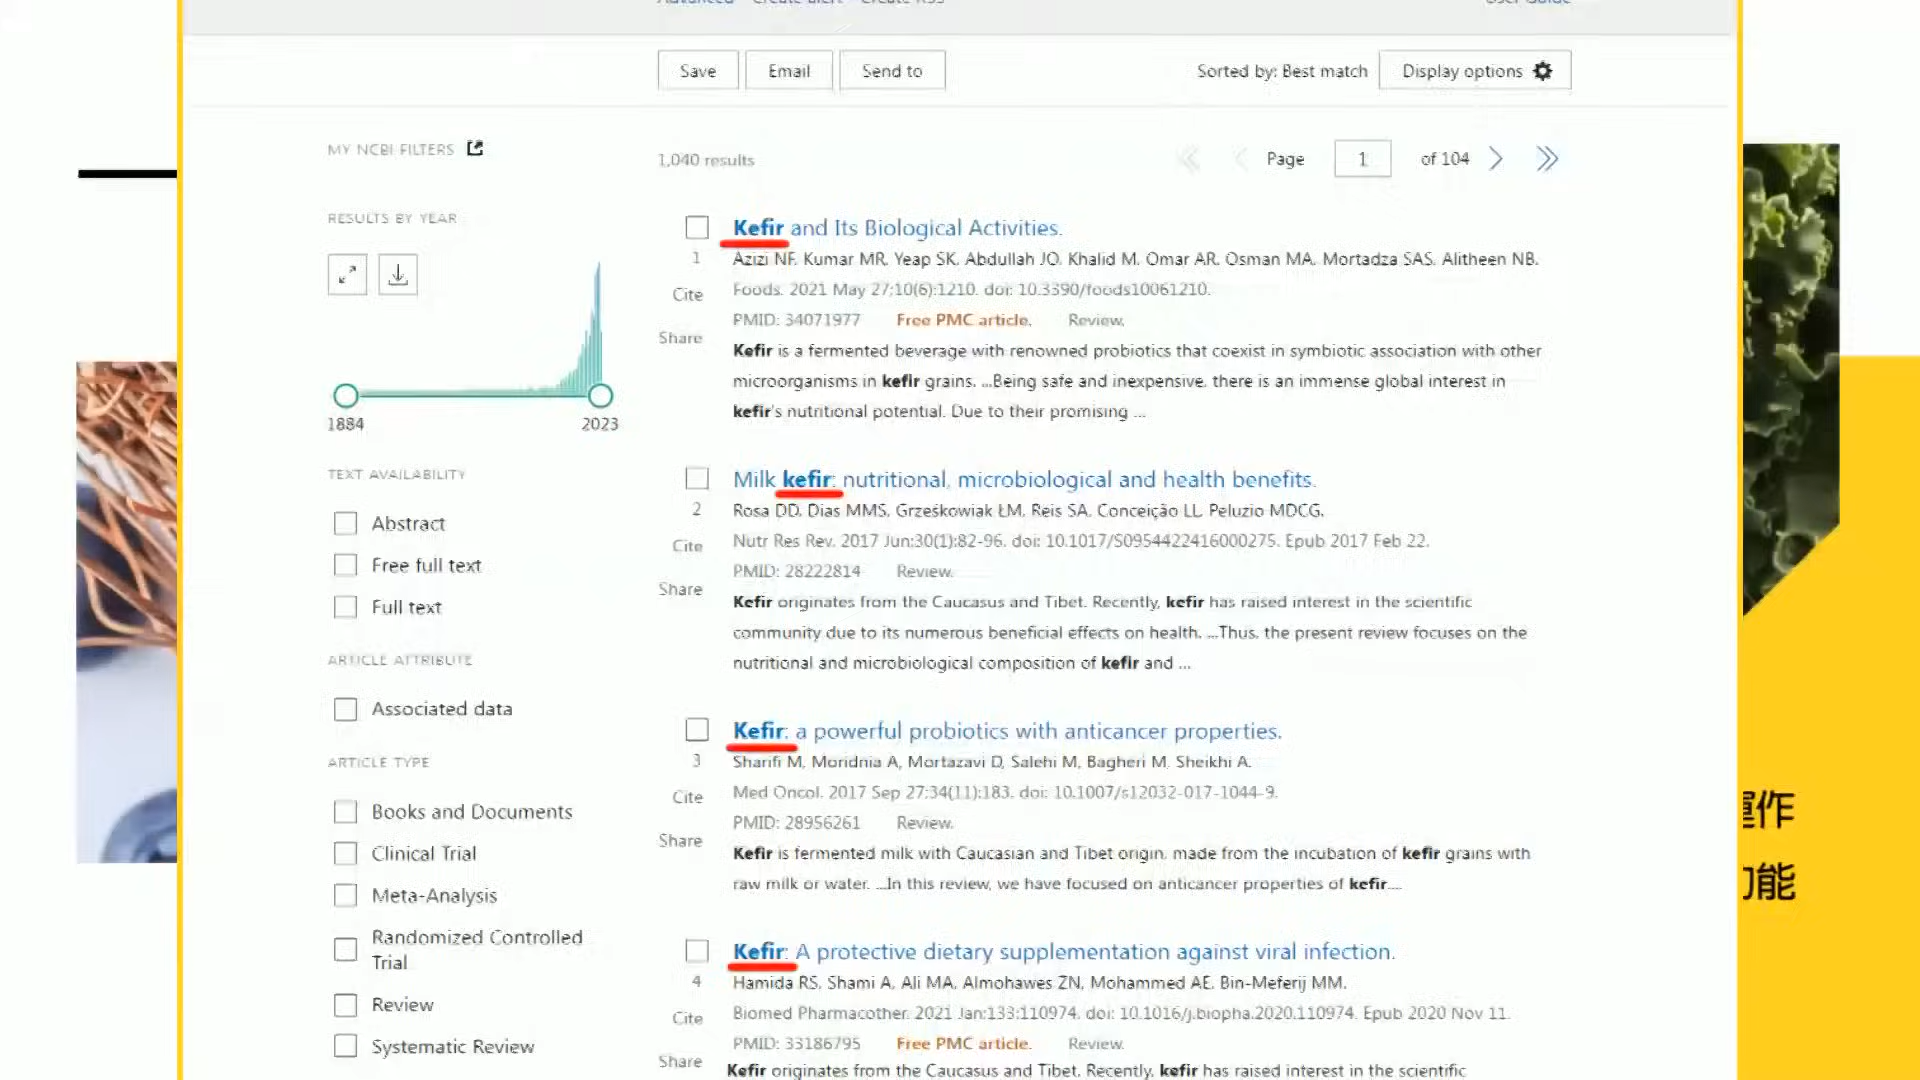 Save
Email
Send to
Sorted by: Best match
Display options
MY NCBI FILTERS
1,040 results
Page
1
of 104
RESULTS BY YEAR
1884
2023
TEXT AVAILABILITY
Abstract
Free full text
Full text
ARTICLE ATTRIBUTE
Associated data
ARTICLE TYPE
Books and Documents
Clinical Trial
Meta-Analysis
Randomized Controlled
Trial
Review
Systematic Review
Kefir and Its Biological Activities.
1
Cite
Share
Azizi NF, Kumar MR, Yeap SK, Abdullah JO, Khalid M, Omar AR, Osman MA, Mortadza SAS, Alitheen NB.
Foods. 2021 May 27;10(6):1210. doi: 10.3390/foods10061210.
PMID: 34071977 Free PMC article. Review.
Kefir is a fermented beverage with renowned probiotics that coexist in symbiotic association with other
microorganisms in kefir grains. ...Being safe and inexpensive, there is an immense global interest in
kefir's nutritional potential. Due to their promising ...
Milk kefir: nutritional, microbiological and health benefits.
2
Cite
Share
Rosa DD, Dias MMS, Grześkowiak ŁM, Reis SA, Conceição LL, Peluzio MDCG.
Nutr Res Rev. 2017 Jun;30(1):82-96. doi: 10.1017/S0954422416000275. Epub 2017 Feb 22.
PMID: 28222814 Review.
Kefir originates from the Caucasus and Tibet. Recently, kefir has raised interest in the scientific
community due to its numerous beneficial effects on health. ...Thus, the present review focuses on the
nutritional and microbiological composition of kefir and ...
Kefir: a powerful probiotics with anticancer properties.
3
Cite
Share
Sharifi M, Moridnia A, Mortazavi D, Salehi M, Bagheri M, Sheikhi A.
Med Oncol. 2017 Sep 27;34(11):183. doi: 10.1007/s12032-017-1044-9.
PMID: 28956261 Review.
Kefir is fermented milk with Caucasian and Tibet origin, made from the incubation of kefir grains with
raw milk or water. ...In this review, we have focused on anticancer properties of kefir....
Kefir: A protective dietary supplementation against viral infection.
4
Cite
Share
Hamida RS, Shami A, Ali MA, Almohawes ZN, Mohammed AE, Bin-Meferij MM.
Biomed Pharmacother. 2021 Jan;133:110974. doi: 10.1016/j.biopha.2020.110974. Epub 2020 Nov 11.
PMID: 33186795 Free PMC article. Review.
Kefir originates from the Caucasus and Tibet. Recently, kefir has raised interest in the scientific
作
能